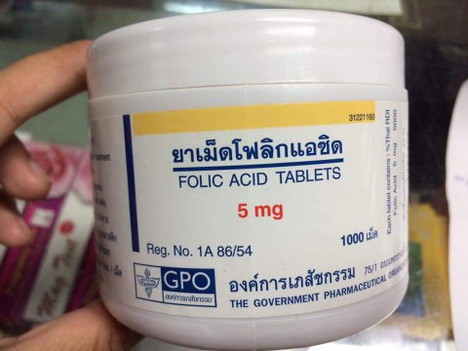 31221160
ยาเม็ดโฟลิกแอซิด
FOLIC ACID TABLETS
5 mg
1000 เม็ด
Reg. No. 1A 86/54
GPO
องค์การเภสัชกรรม
องค์การเภสัชกรรม 75/1
THE GOVERNMENT PHARMACEUTICAL
Each tablet contains : %Thai RDI
Folic Acid 5 mg